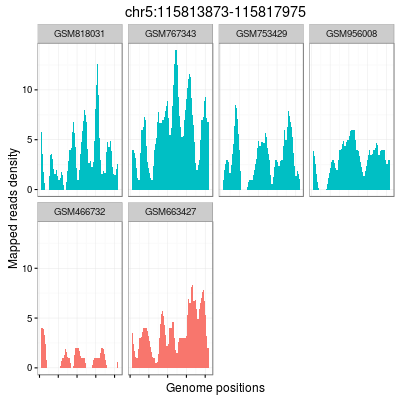 chr5:115813873-115817975
GSM818031 GSM767343 GSM753429 GSM956008
10
5
0
GSM466732 GSM663427
10
5
0
Mapped reads density
Genome positions